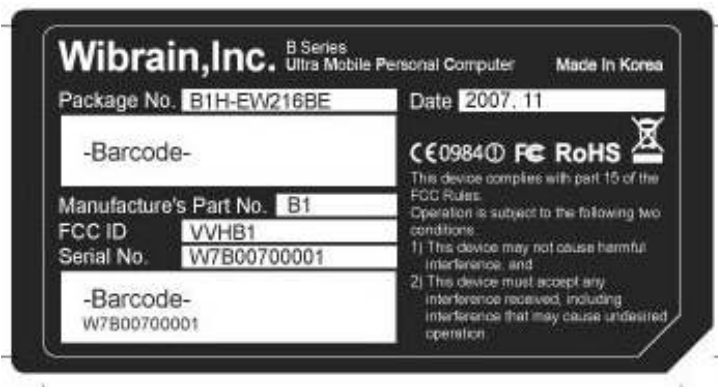 Wibrain,Inc. B Series
Ultra Mobile Personal Computer Made In Korea
Package No. B1H-EW216BE
Date 2007. 11
-Barcode-
CE0984① FC RoHS
Manufacture's Part No. B1
FCC ID VVHB1
Serial No. W7B00700001
-Barcode-
W7B00700001
This device complies with part 15 of the
FCC Rules.
Operation is subject to the following two
conditions
1) This device may not cause harmful
interference, and
2) This device must accept any
interference received, including
interference that may cause undesired
operation